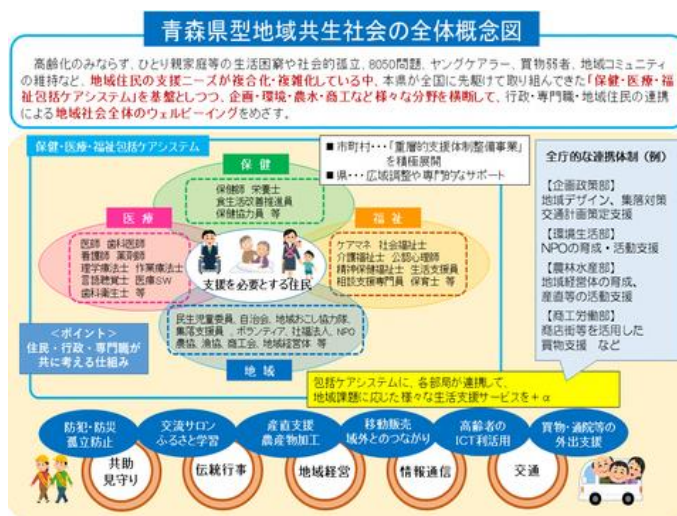 青森県型地域共生社会の全体概念図
高齢化のみならず、ひとり親家庭等の生活困窮や社会的孤立、8050問題、ヤングケアラー、買物弱者、地域コミュニティ
の維持など、地域住民の支援ニーズが複合化・複雑化している中、本県が全国に先駆けて取り組んできた「保健・医療・福
祉包括ケアシステム」を基盤としつつ、企画・環境・農水・商工など様々な分野を横断して、行政・専門職・地域住民の連携
による地域社会全体のウェルビーイングをめざす。
保健・医療・福祉包括ケアシステム
■ 市町村・・・「重層的支援体制整備事業」
を積極展開
■ 県・・・広域調整や専門的なサポート
保健
保健師 栄養士
食生活改善推進員
保健協力員 等
医療
医師 歯科医師
看護師 薬剤師
理学療法士 作業療法士
言語聴覚士 医療SW
歯科衛生士 等
福祉
ケアマネ 社会福祉士
介護福祉士 公認心理師
精神保健福祉士 生活支援員
相談支援専門員 保育士 等
支援を必要とする住民
民生児童委員、自治会、地域おこし協力隊、
集落支援員、ボランティア、社福法人、NPO
農協、漁協、商工会、地域経営体 等
地域
＜ポイント＞
住民・行政・専門職が
共に考える仕組み
全庁的な連携体制（例）
【企画政策部】
地域デザイン、集落対策
交通計画策定支援
【環境生活部】
NPOの育成・活動支援
【農林水産部】
地域経営体の育成、
産直等の活動支援
【商工労働部】
商店街等を活用した
買物支援 など
包括ケアシステムに、各部局が連携して、
地域課題に応じた様々な生活支援サービスを＋α
防犯・防災
孤立防止
交流サロン
ふるさと学習
産直支援
農産物加工
移動販売
域外とのつながり
高齢者の
ICT利活用
買物・通院等の
外出支援
共助
見守り
伝統行事
地域経営
情報通信
交通